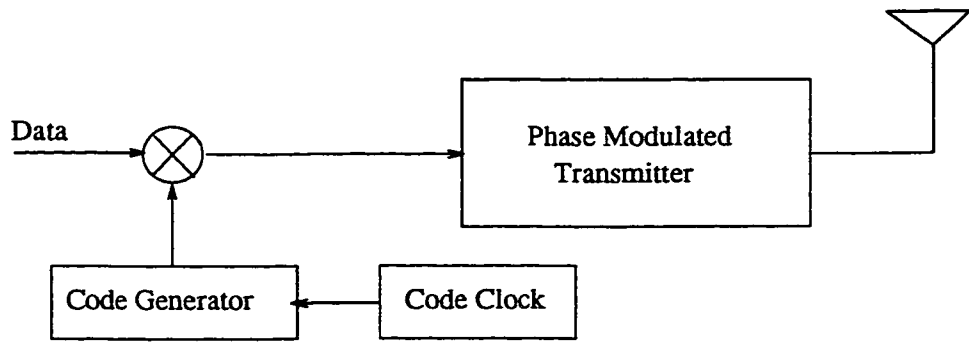 Data
Phase Modulated
Transmitter
Code Generator
Code Clock